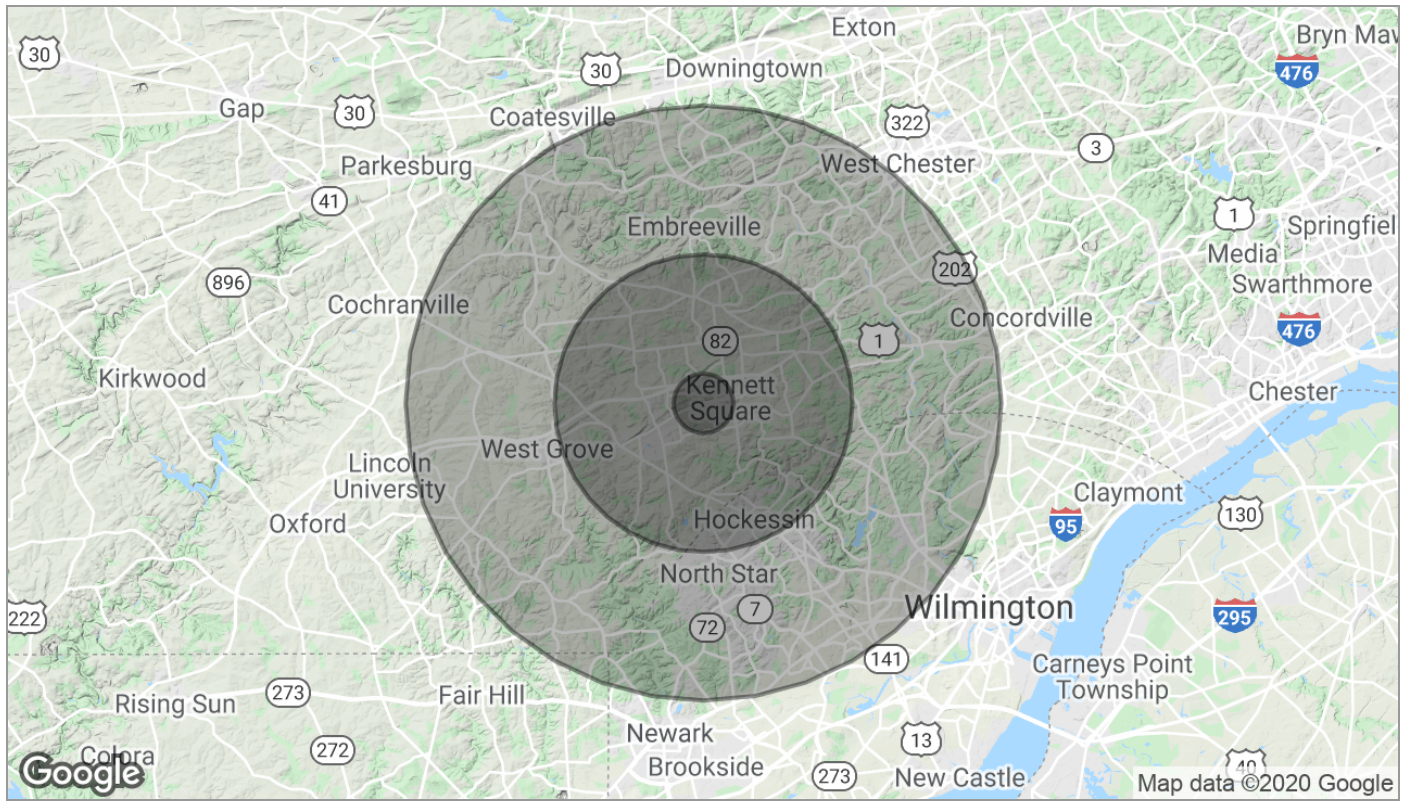 Exton
Bryn Maw
30
30
476
Downingtown
Gap
30
Coatesville
322
3
Parkesburg
West Chester
41
1
Springfiel
Embreeville
Media
896
202
Swarthmore
Cochranville
Concordville
476
82
1
Kirkwood
Kennett
Square
Chester
West Grove
Lincoln
University
Claymont
Oxford
Hockessin
95
130
North Star
222
7
Wilmington
295
72
141
Carneys Point
Township
Rising Sun
273
Fair Hill
Newark
13
Colora
272
Brookside
40
273
New Castle
Google
Map data ©2020 Google